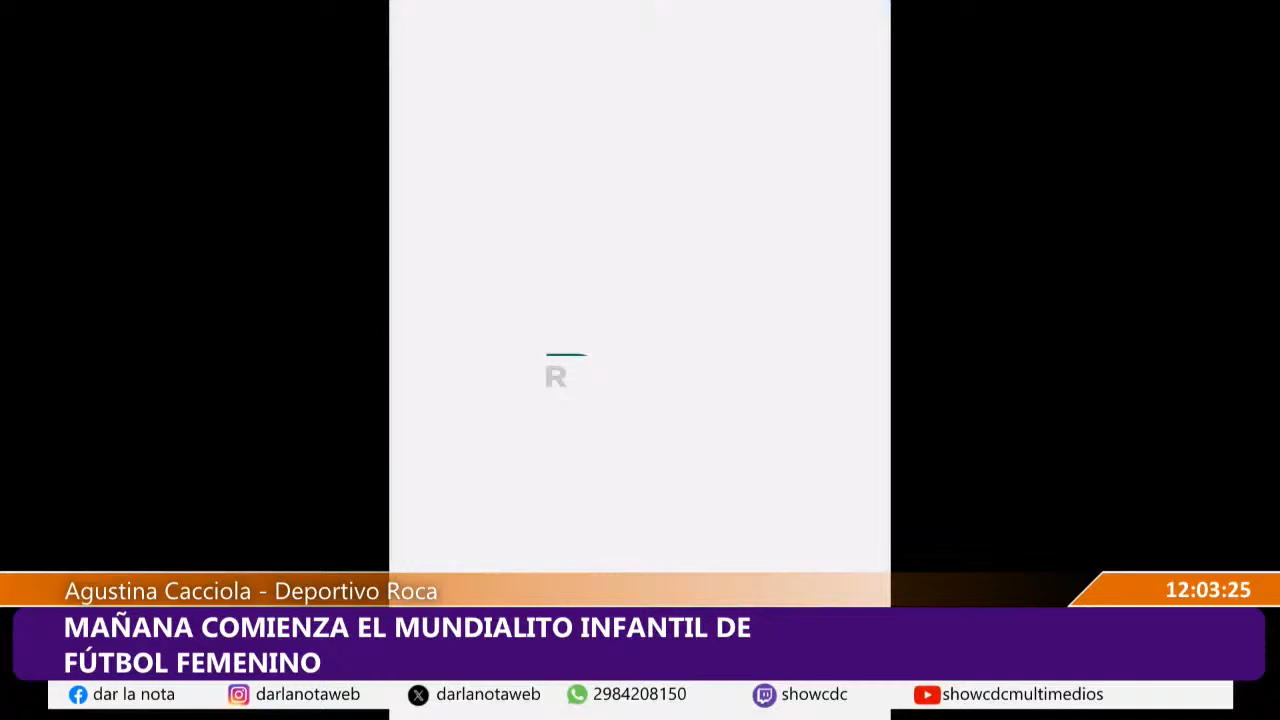 R
Agustina Cacciola - Deportivo Roca
12:03:25
MAÑANA COMIENZA EL MUNDIALITO INFANTIL DE
FÚTBOL FEMENINO
dar la nota darlanotaweb darlanotaweb 2984208150 showcdc showcdcmultimedios